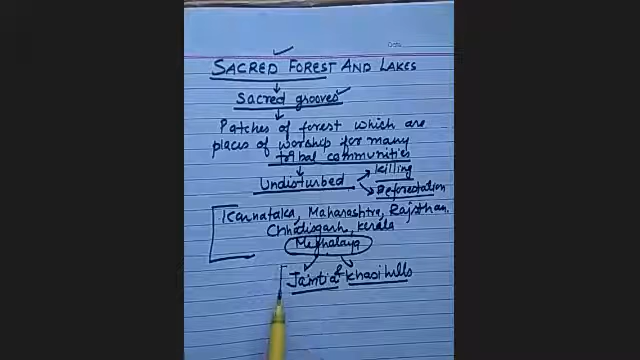 Date
SACRED FOREST AND LAKES
Sacred grooves
Patches of forest which are
places of worship for many
tribal communities
Undisturbed
killing
Deforestation
Karnataka, Maharashtra, Rajsthan,
Chhatisgarh, kerala
Meghalaya
Jaintia & Khasi hills